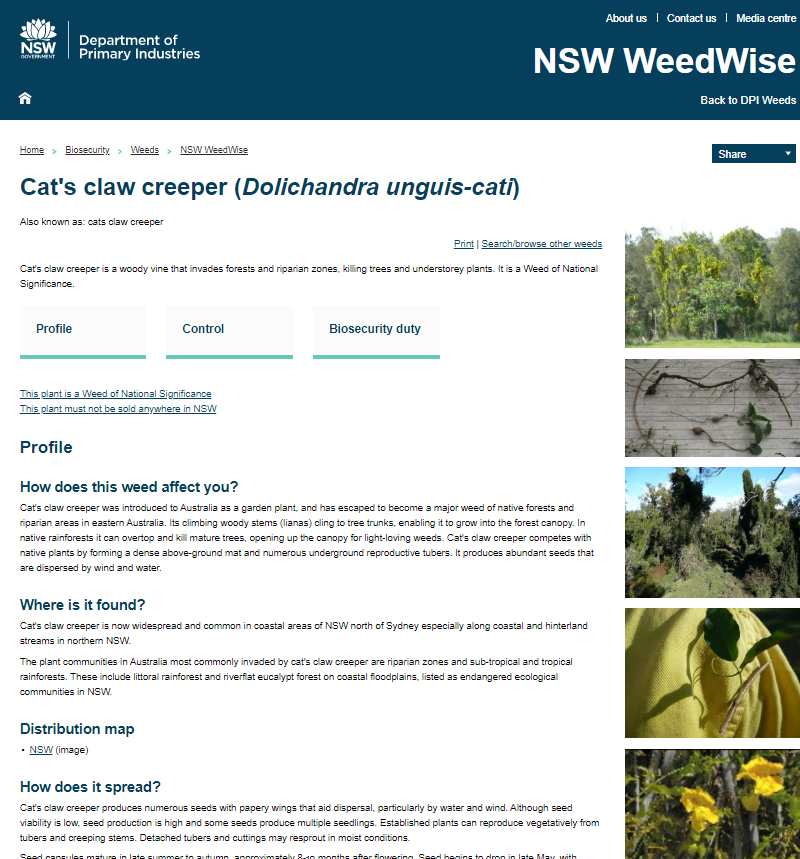 About us | Contact us | Media centre
NSW
GOVERNMENT
Department of
Primary Industries
NSW WeedWise
Back to DPI Weeds
Home > Biosecurity > Weeds > NSW WeedWise
Share
Cat's claw creeper (Dolichandra unguis-cati)
Also known as: cats claw creeper
Print | Search/browse other weeds
Cat's claw creeper is a woody vine that invades forests and riparian zones, killing trees and understorey plants. It is a Weed of National
Significance.
Profile
Control
Biosecurity duty
This plant is a Weed of National Significance
This plant must not be sold anywhere in NSW
Profile
How does this weed affect you?
Cat's claw creeper was introduced to Australia as a garden plant, and has escaped to become a major weed of native forests and
riparian areas in eastern Australia. Its climbing woody stems (lianas) cling to tree trunks, enabling it to grow into the forest canopy. In
native rainforests it can overtop and kill mature trees, opening up the canopy for light-loving weeds. Cat's claw creeper competes with
native plants by forming a dense above-ground mat and numerous underground reproductive tubers. It produces abundant seeds that
are dispersed by wind and water.
Where is it found?
Cat's claw creeper is now widespread and common in coastal areas of NSW north of Sydney especially along coastal and hinterland
streams in northern NSW.
The plant communities in Australia most commonly invaded by cat's claw creeper are riparian zones and sub-tropical and tropical
rainforests. These include littoral rainforest and riverflat eucalypt forest on coastal floodplains, listed as endangered ecological
communities in NSW.
Distribution map
• NSW (image)
How does it spread?
Cat's claw creeper produces numerous seeds with papery wings that aid dispersal, particularly by water and wind. Although seed
viability is low, seed production is high and some seeds produce multiple seedlings. Established plants can reproduce vegetatively from
tubers and creeping stems. Detached tubers and cuttings may resprout in moist conditions.
Seed capsules mature in late summer to autumn, approximately 8-10 months after flowering. Seed begins to drop in late May, with